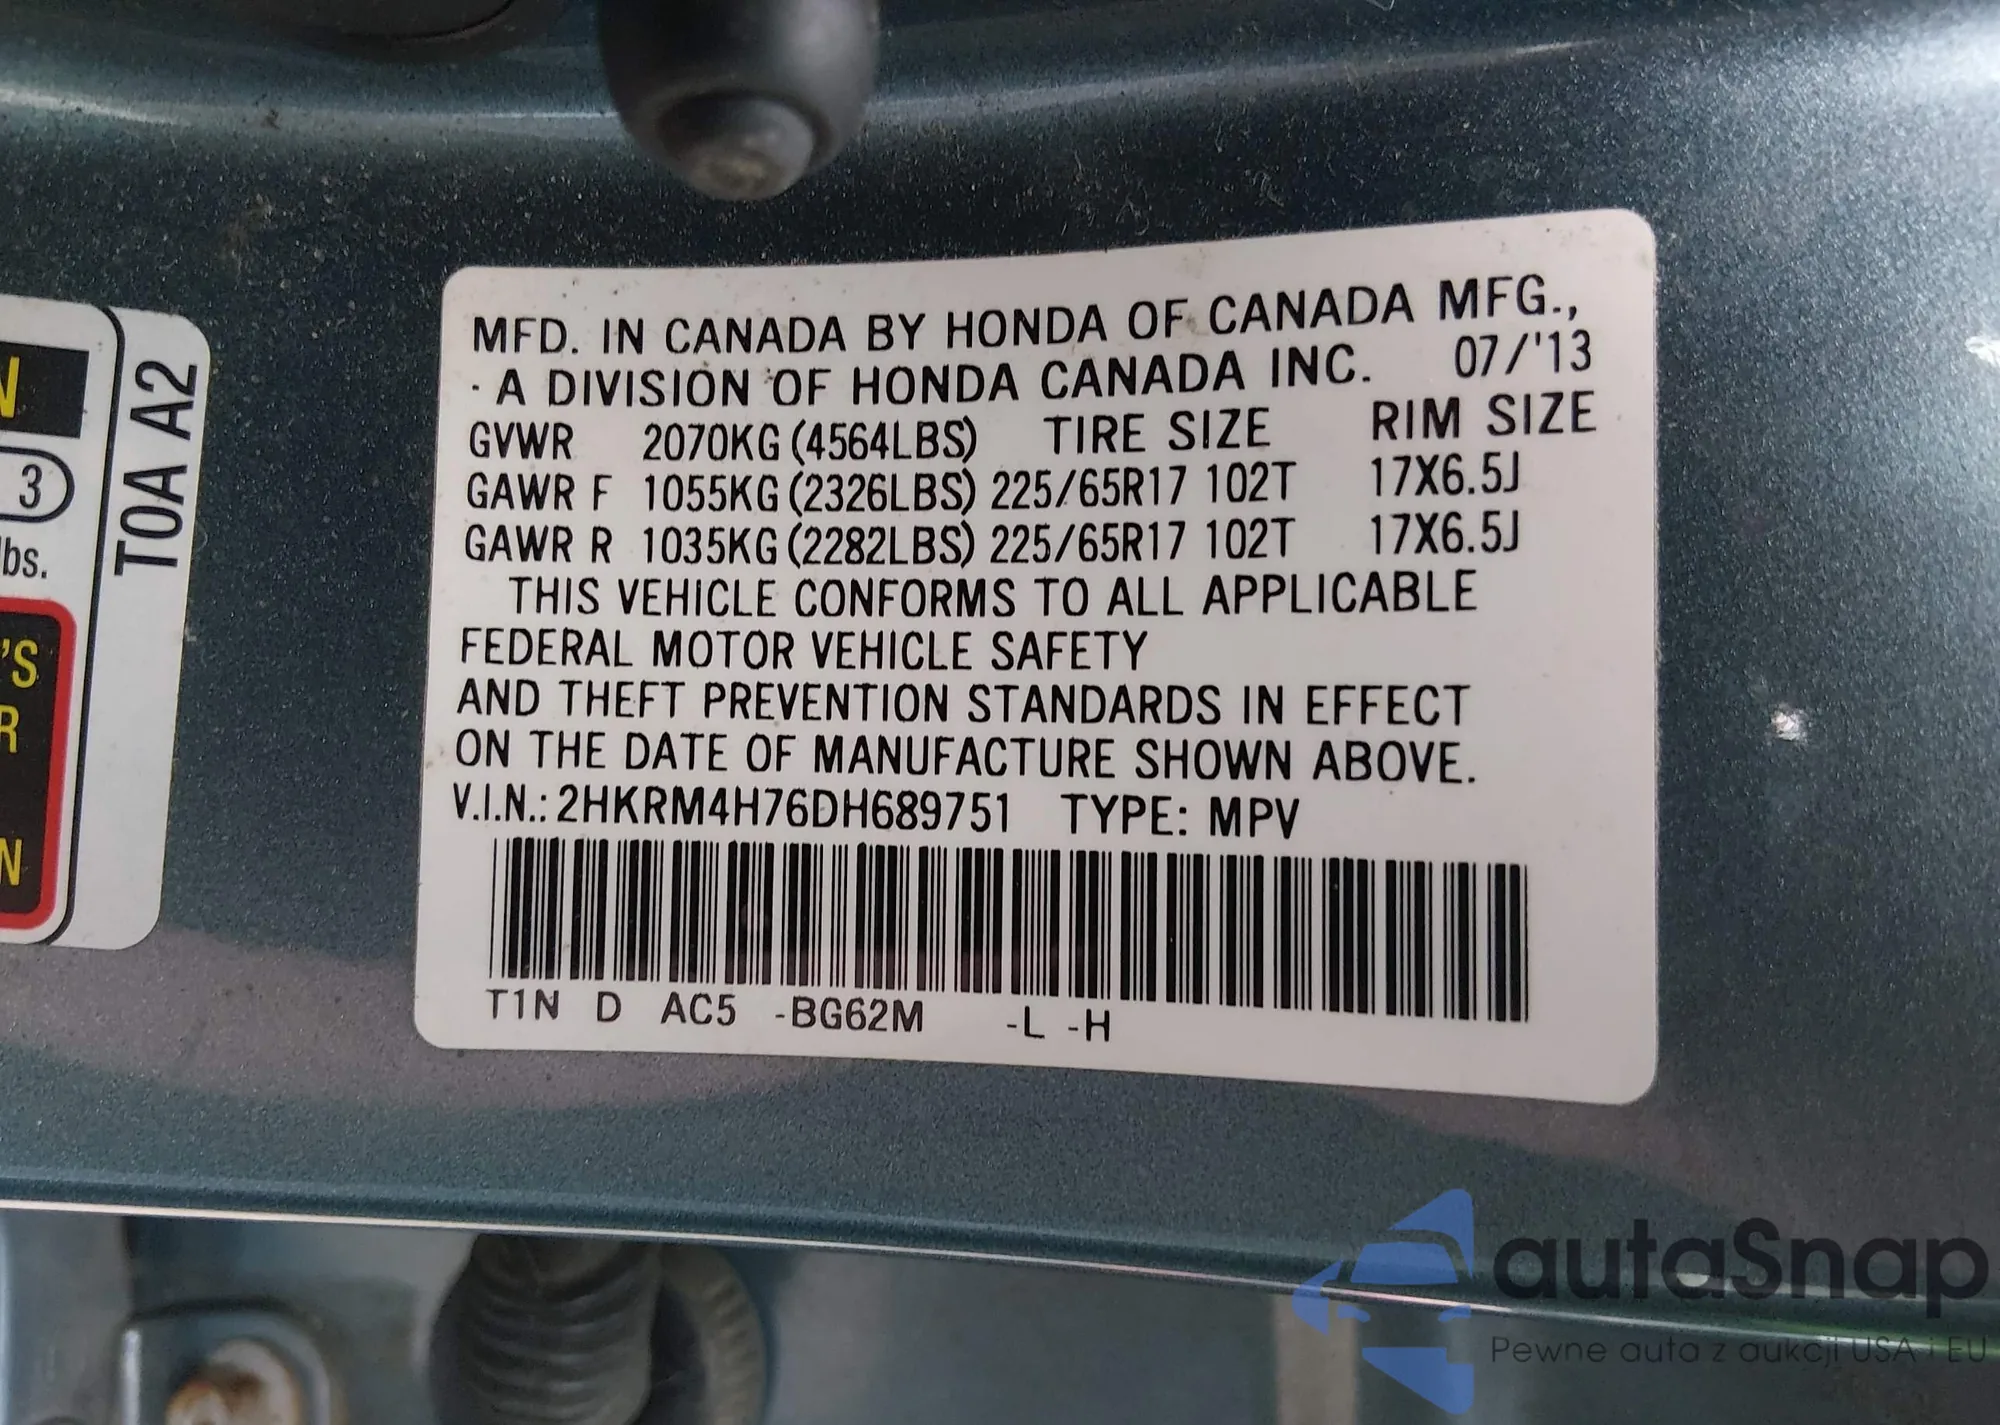 MFD. IN CANADA BY HONDA OF CANADA MFG.,
A DIVISION OF HONDA CANADA INC. 07/'13
GVWR 2070KG (4564LBS) TIRE SIZE RIM SIZE
GAWR F 1055KG (2326LBS) 225/65R17 102T 17X6.5J
GAWR R 1035KG (2282LBS) 225/65R17 102T 17X6.5J
THIS VEHICLE CONFORMS TO ALL APPLICABLE
FEDERAL MOTOR VEHICLE SAFETY
AND THEFT PREVENTION STANDARDS IN EFFECT
ON THE DATE OF MANUFACTURE SHOWN ABOVE.
V.I.N.: 2HKRM4H76DH689751 TYPE: MPV
T1N D AC5 -BG62M -L -H
N
3
lbs.
'S
R
N
T0A A2
autaSnap
Pewne auta z aukcji USA i EU